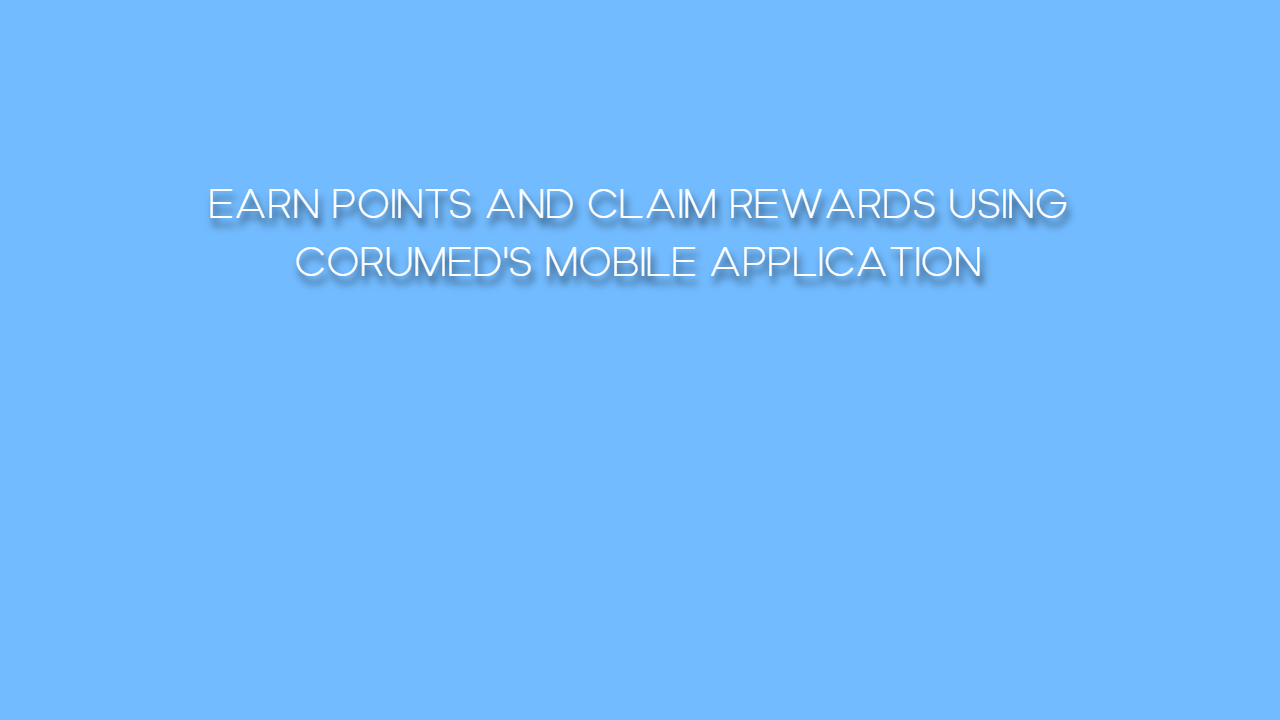 EARN POINTS AND CLAIM REWARDS USING
CORUMED'S MOBILE APPLICATION